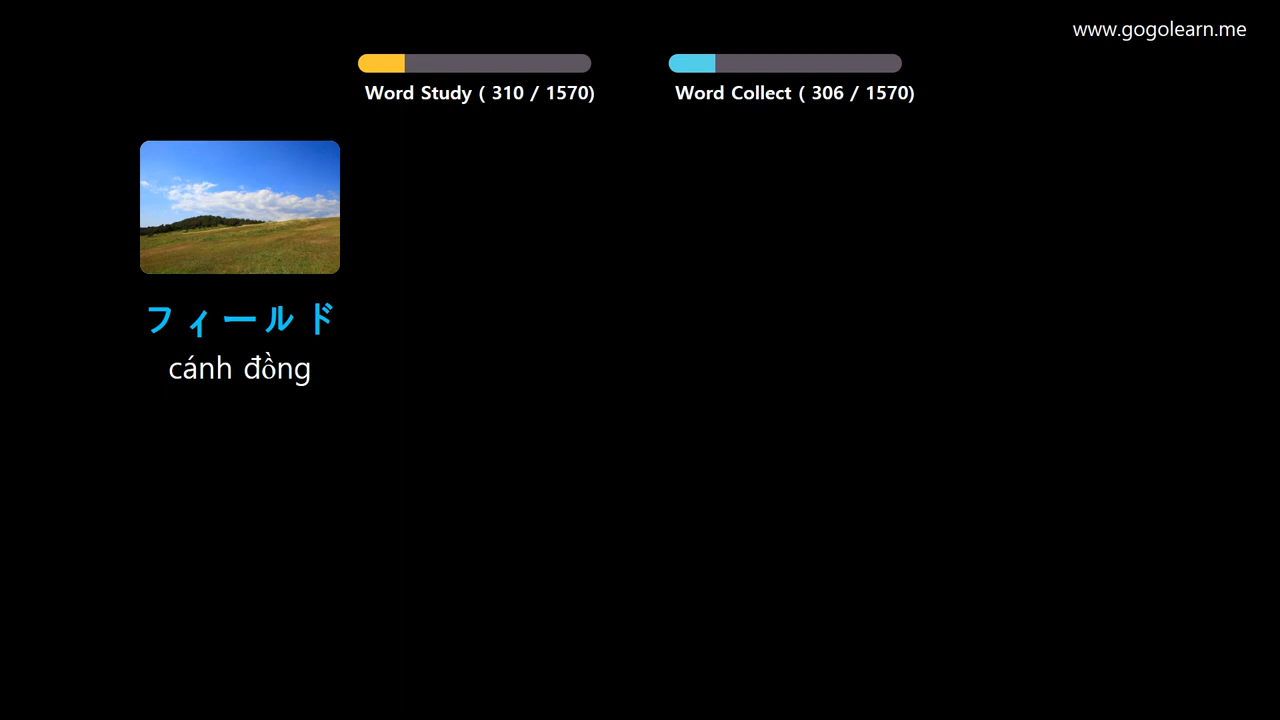 www.gogolearn.me
Word Study ( 310 / 1570)
Word Collect ( 306 / 1570)
フィールド
cánh đồng